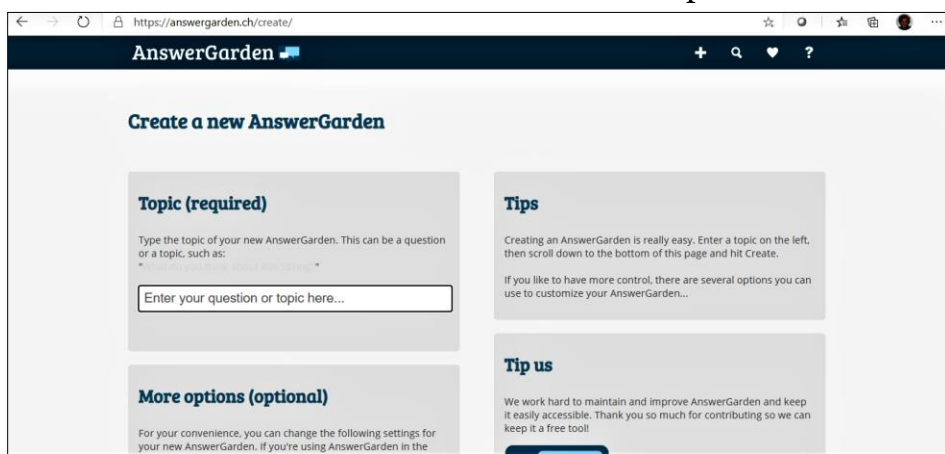 https://answergarden.ch/create/
AnswerGarden
Create a new AnswerGarden
Topic (required)
Type the topic of your new AnswerGarden. This can be a question
or a topic, such as:
Enter your question or topic here...
More options (optional)
For your convenience, you can change the following settings for
your new AnswerGarden. If you're using AnswerGarden in the
Tips
Creating an AnswerGarden is really easy. Enter a topic on the left,
then scroll down to the bottom of this page and hit Create.
If you like to have more control, there are several options you can
use to customize your AnswerGarden...
Tip us
We work hard to maintain and improve AnswerGarden and keep
it easily accessible. Thank you so much for contributing so we can
keep it a free tool!